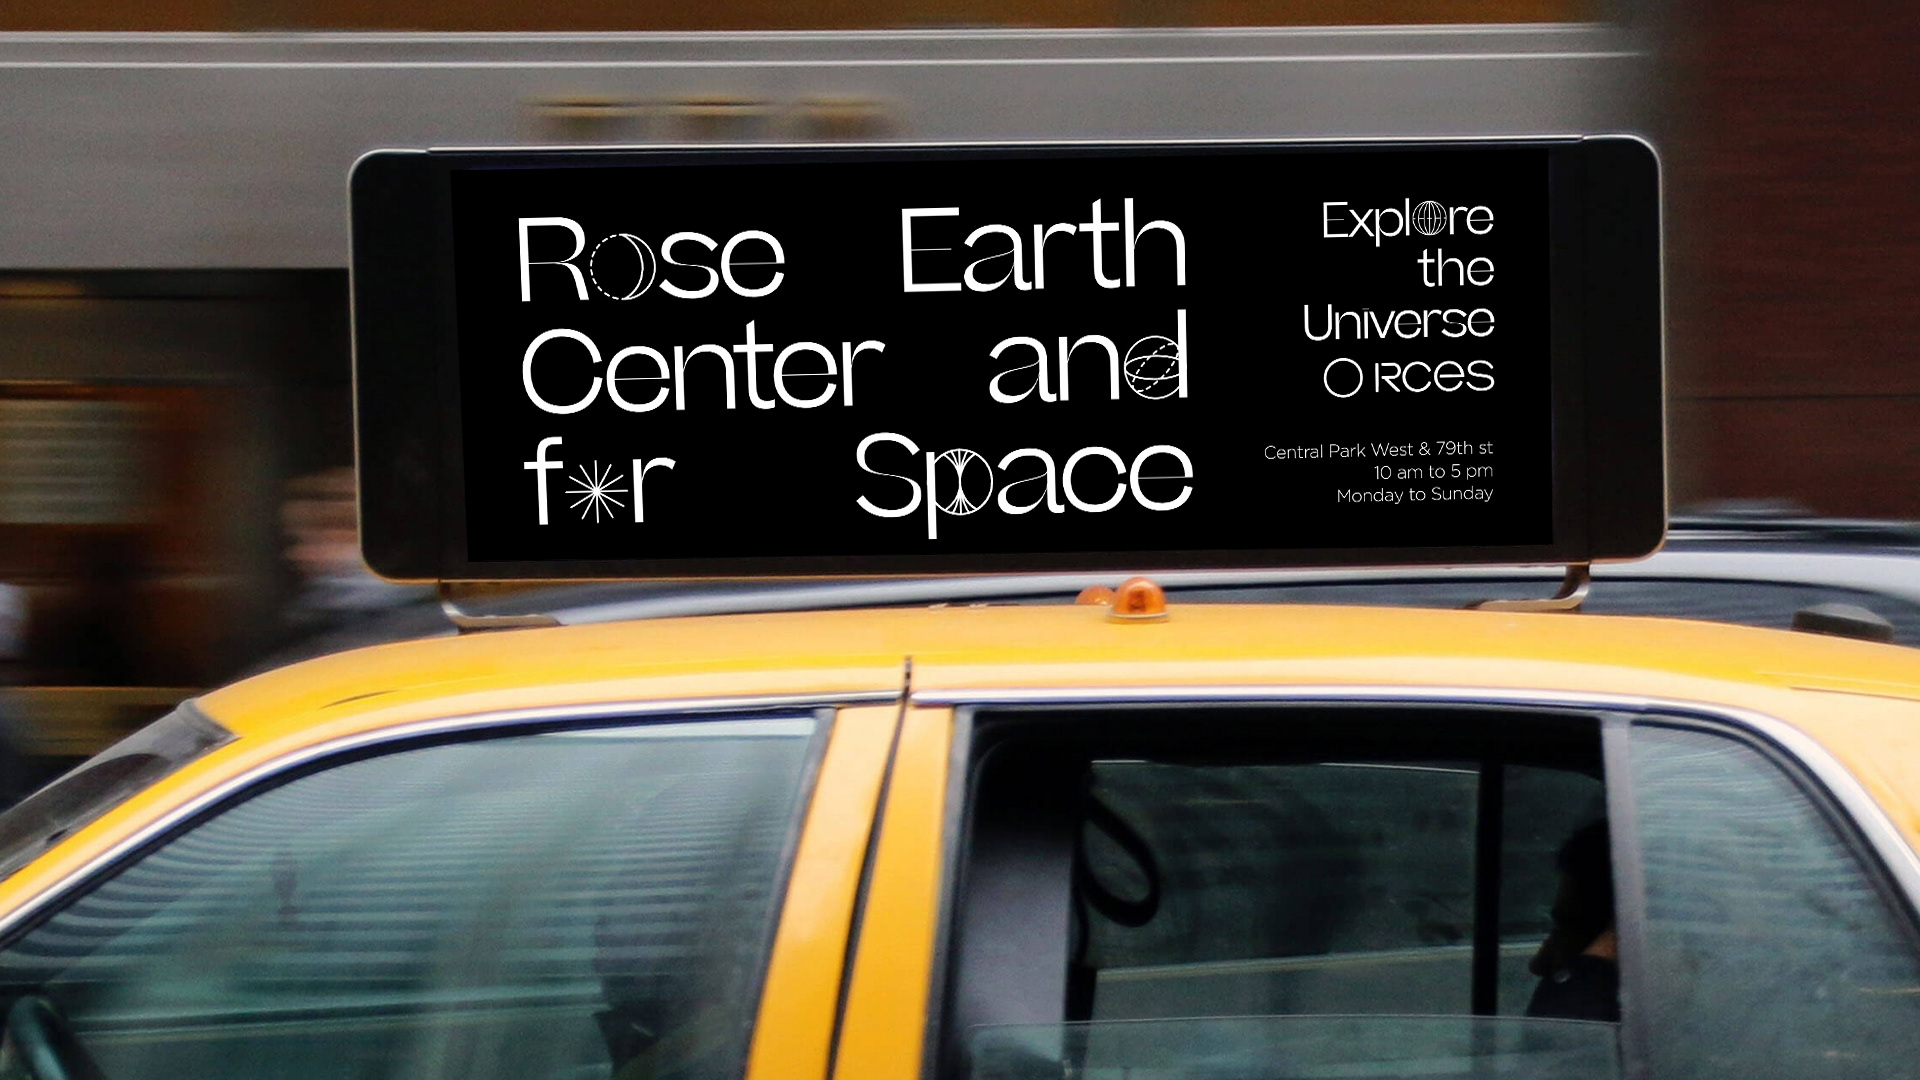 Rose Earth
Center and
for Space
Explore
the
Universe
O RCES
Central Park West & 79th st
10 am to 5 pm
Monday to Sunday